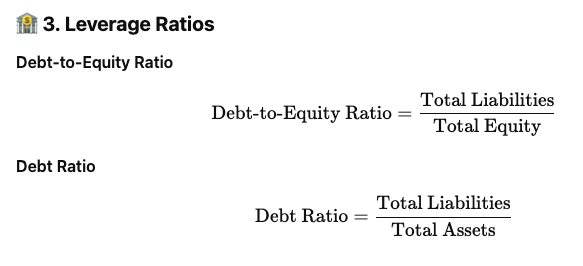 🏦 3. Leverage Ratios
Debt-to-Equity Ratio
Debt-to-Equity Ratio = Total Liabilities / Total Equity
Debt Ratio
Debt Ratio = Total Liabilities / Total Assets